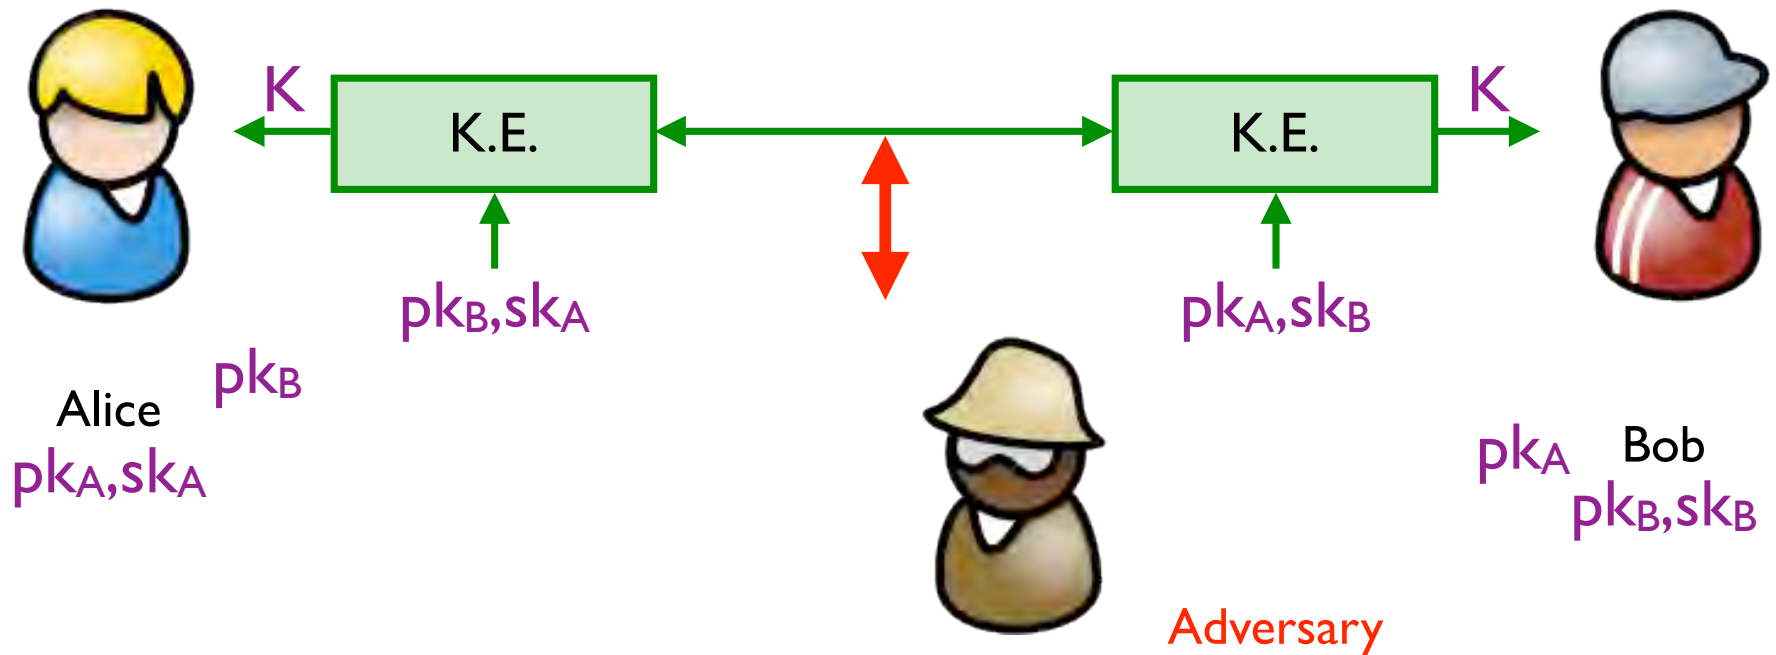 K
K.E.
K.E.
K
pkB,skA
pkA,skB
pkB
Alice
pkA,skA
pkA
Bob
pkB,skB
Adversary